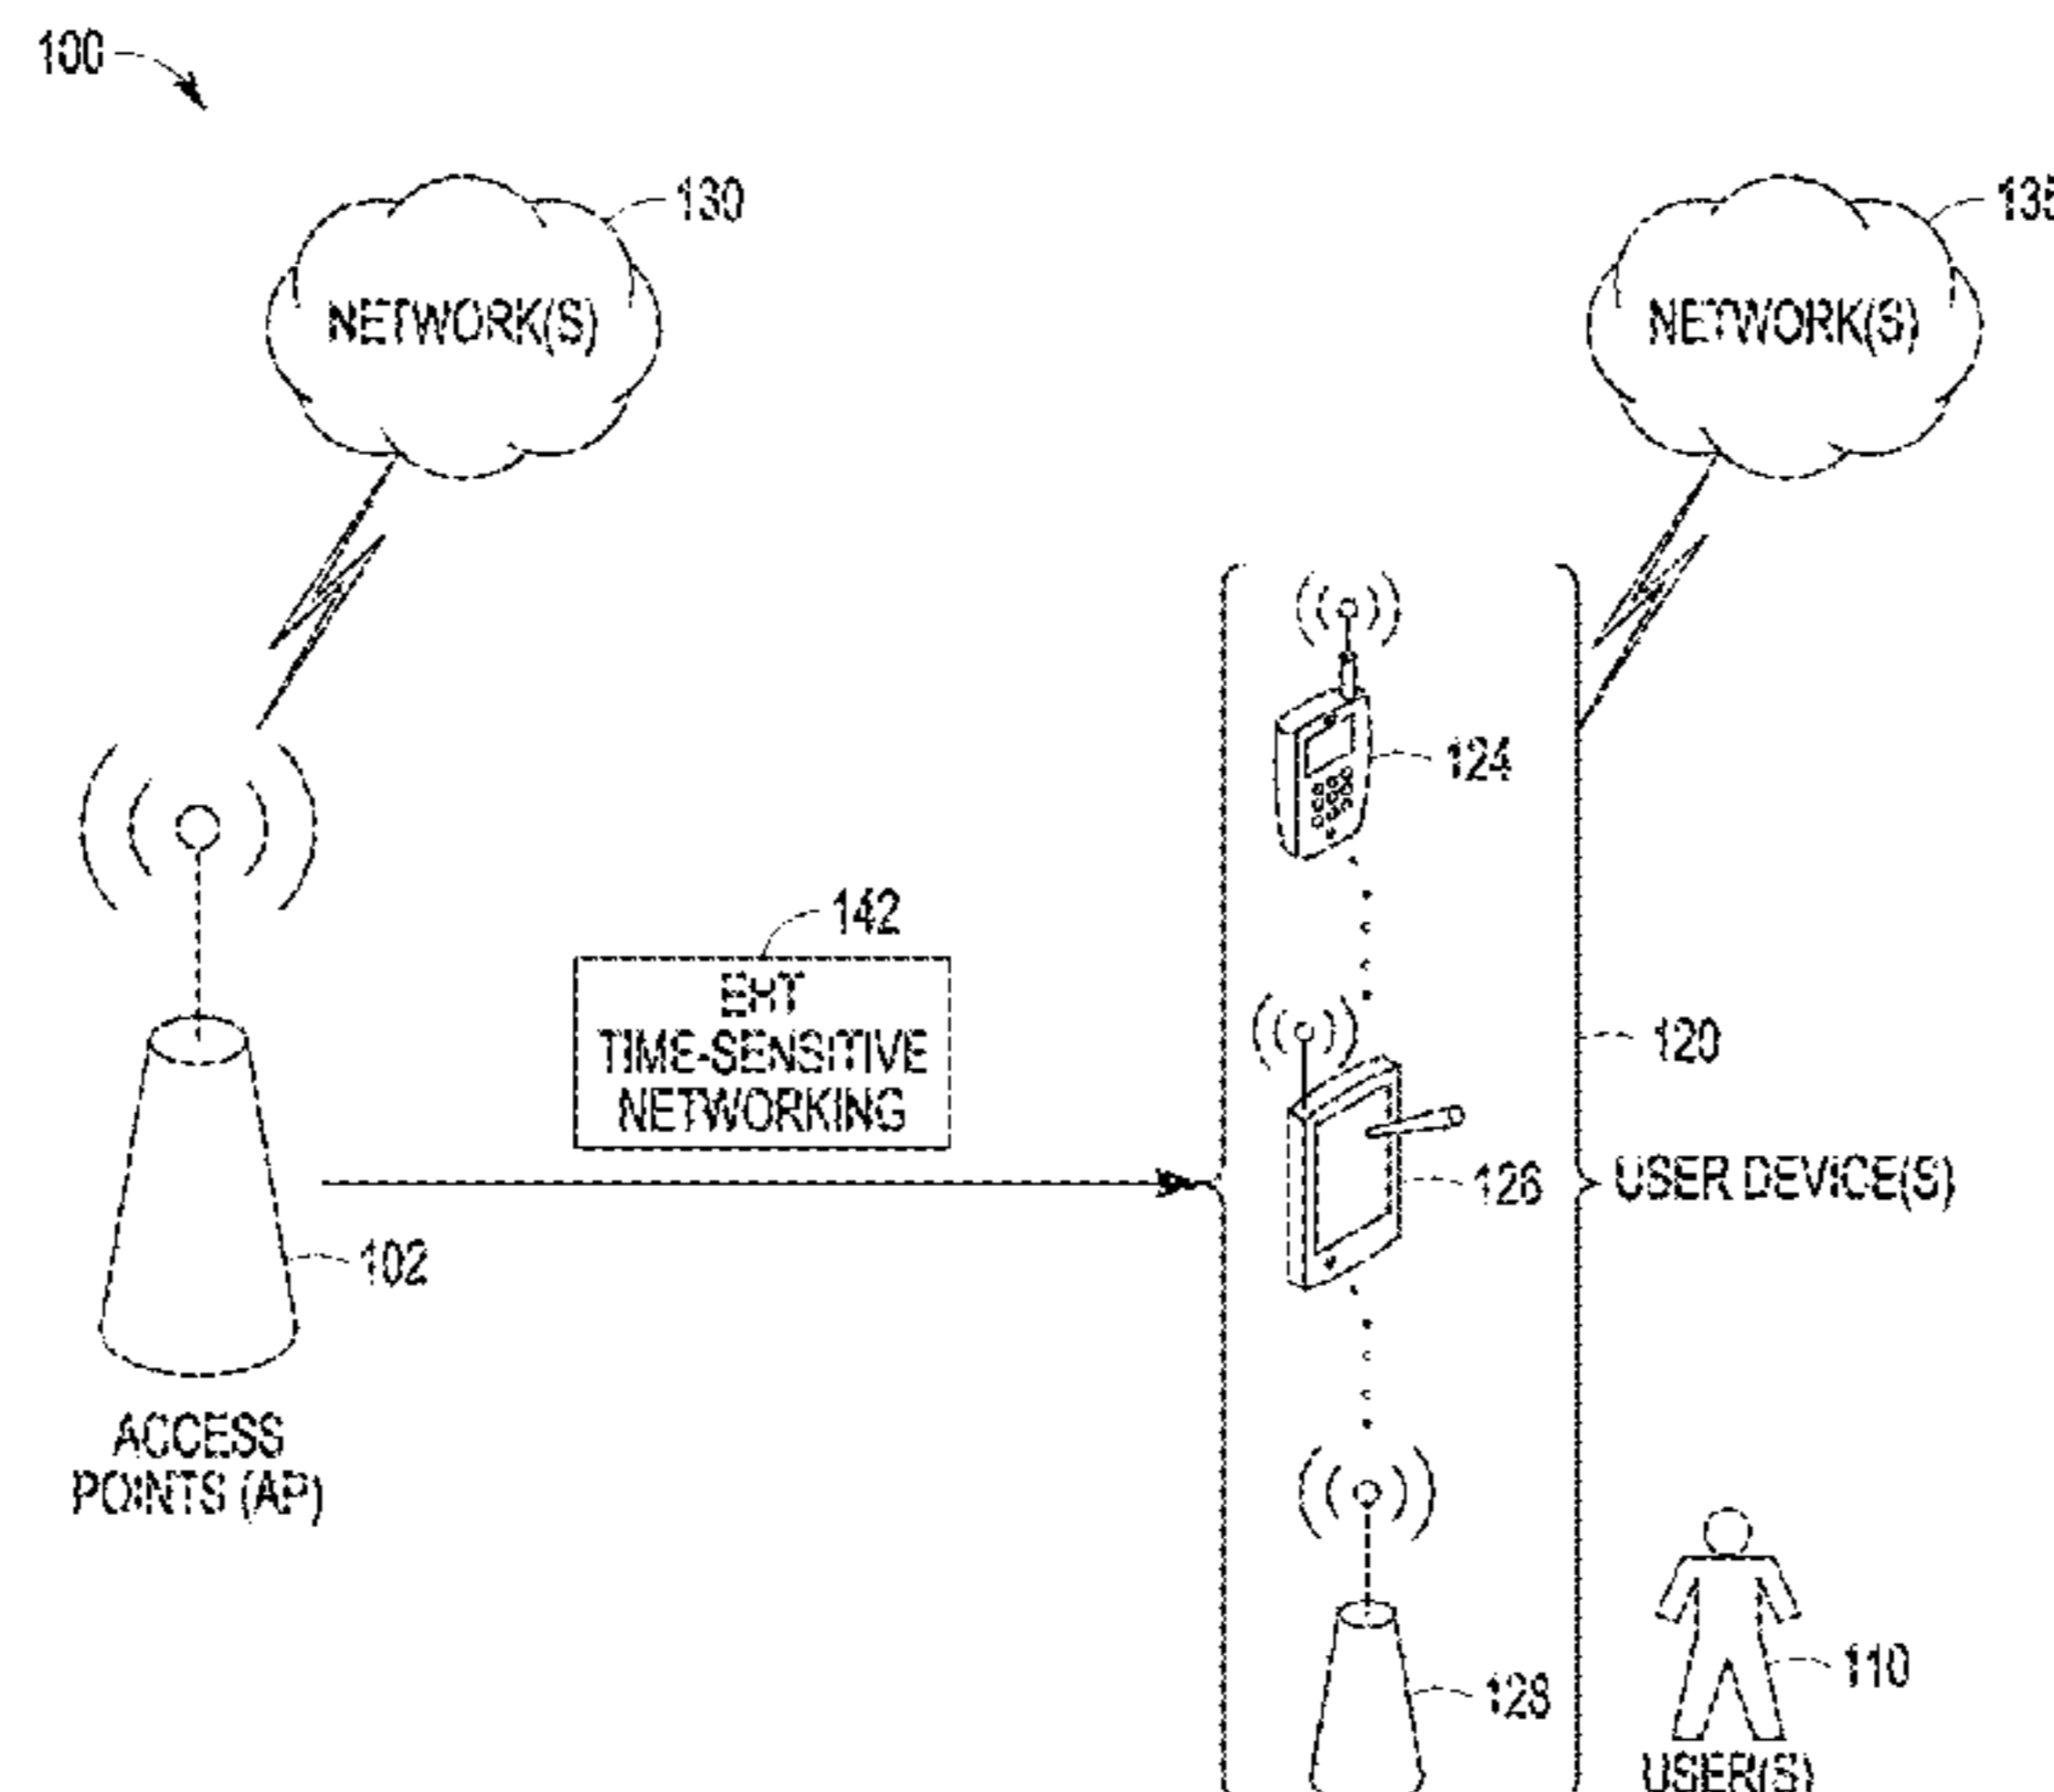 100
130
NETWORK(S)
135
NETWORK(S)
124
142
EHT
TIME-SENSITIVE
NETWORKING
120
USER DEVICE(S)
126
102
ACCESS
POINTS (AP)
128
110
USER(S)